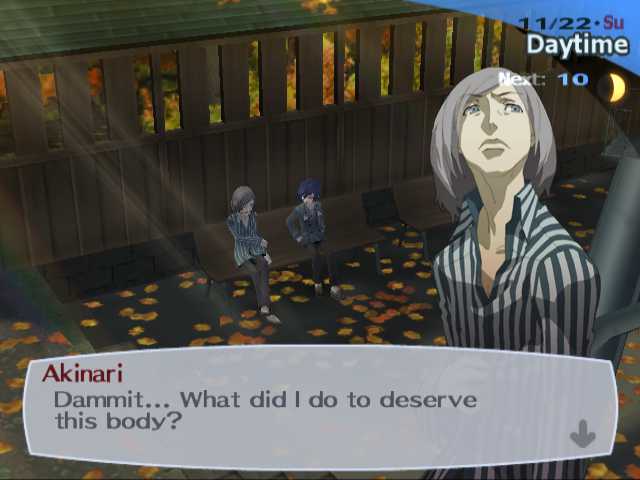 11/22·Su
Daytime
Next: 10
Akinari
Dammit... What did I do to deserve
this body?